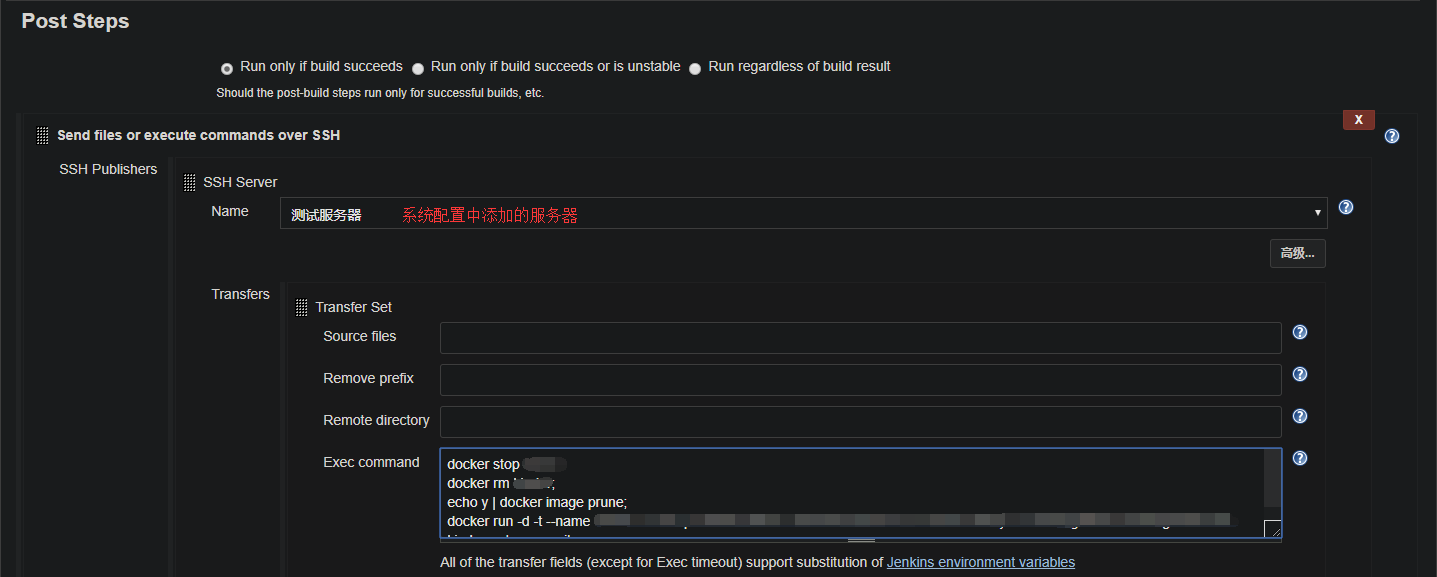 Post Steps
Run only if build succeeds Run only if build succeeds or is unstable Run regardless of build result
Should the post-build steps run only for successful builds, etc.
X
Send files or execute commands over SSH
SSH Publishers
SSH Server
Name 测试服务器 系统配置中添加的服务器
高级...
Transfers
Transfer Set
Source files
Remove prefix
Remote directory
Exec command
docker stop
docker rm ;
echo y | docker image prune;
docker run -d -t --name
All of the transfer fields (except for Exec timeout) support substitution of Jenkins environment variables